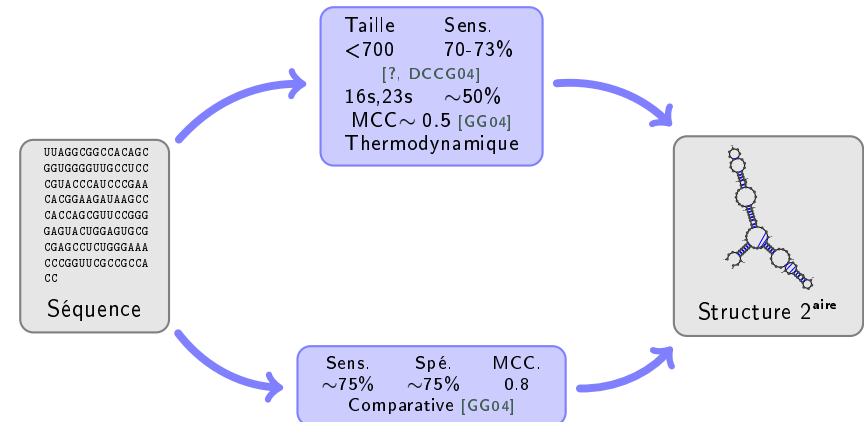 Taille Sens.
<700 70-73%
[?, DCCG04]
16s,23s ∼50%
MCC∼ 0.5 [GG04]
Thermodynamique
UUAGGCGGCCACAGC
GGUGGGGUUGCCUCC
CGUACCCAUCCCGAA
CACGGAAGAUAAGCC
CACCAGCGUUCCGGG
GAGUACUGGAGUGCG
CGAGCCUCUGGGAAA
CCCGGUUCGCCGCCA
CC
Séquence
Structure 2aire
Sens. Spé. MCC.
∼75% ∼75% 0.8
Comparative [GG04]